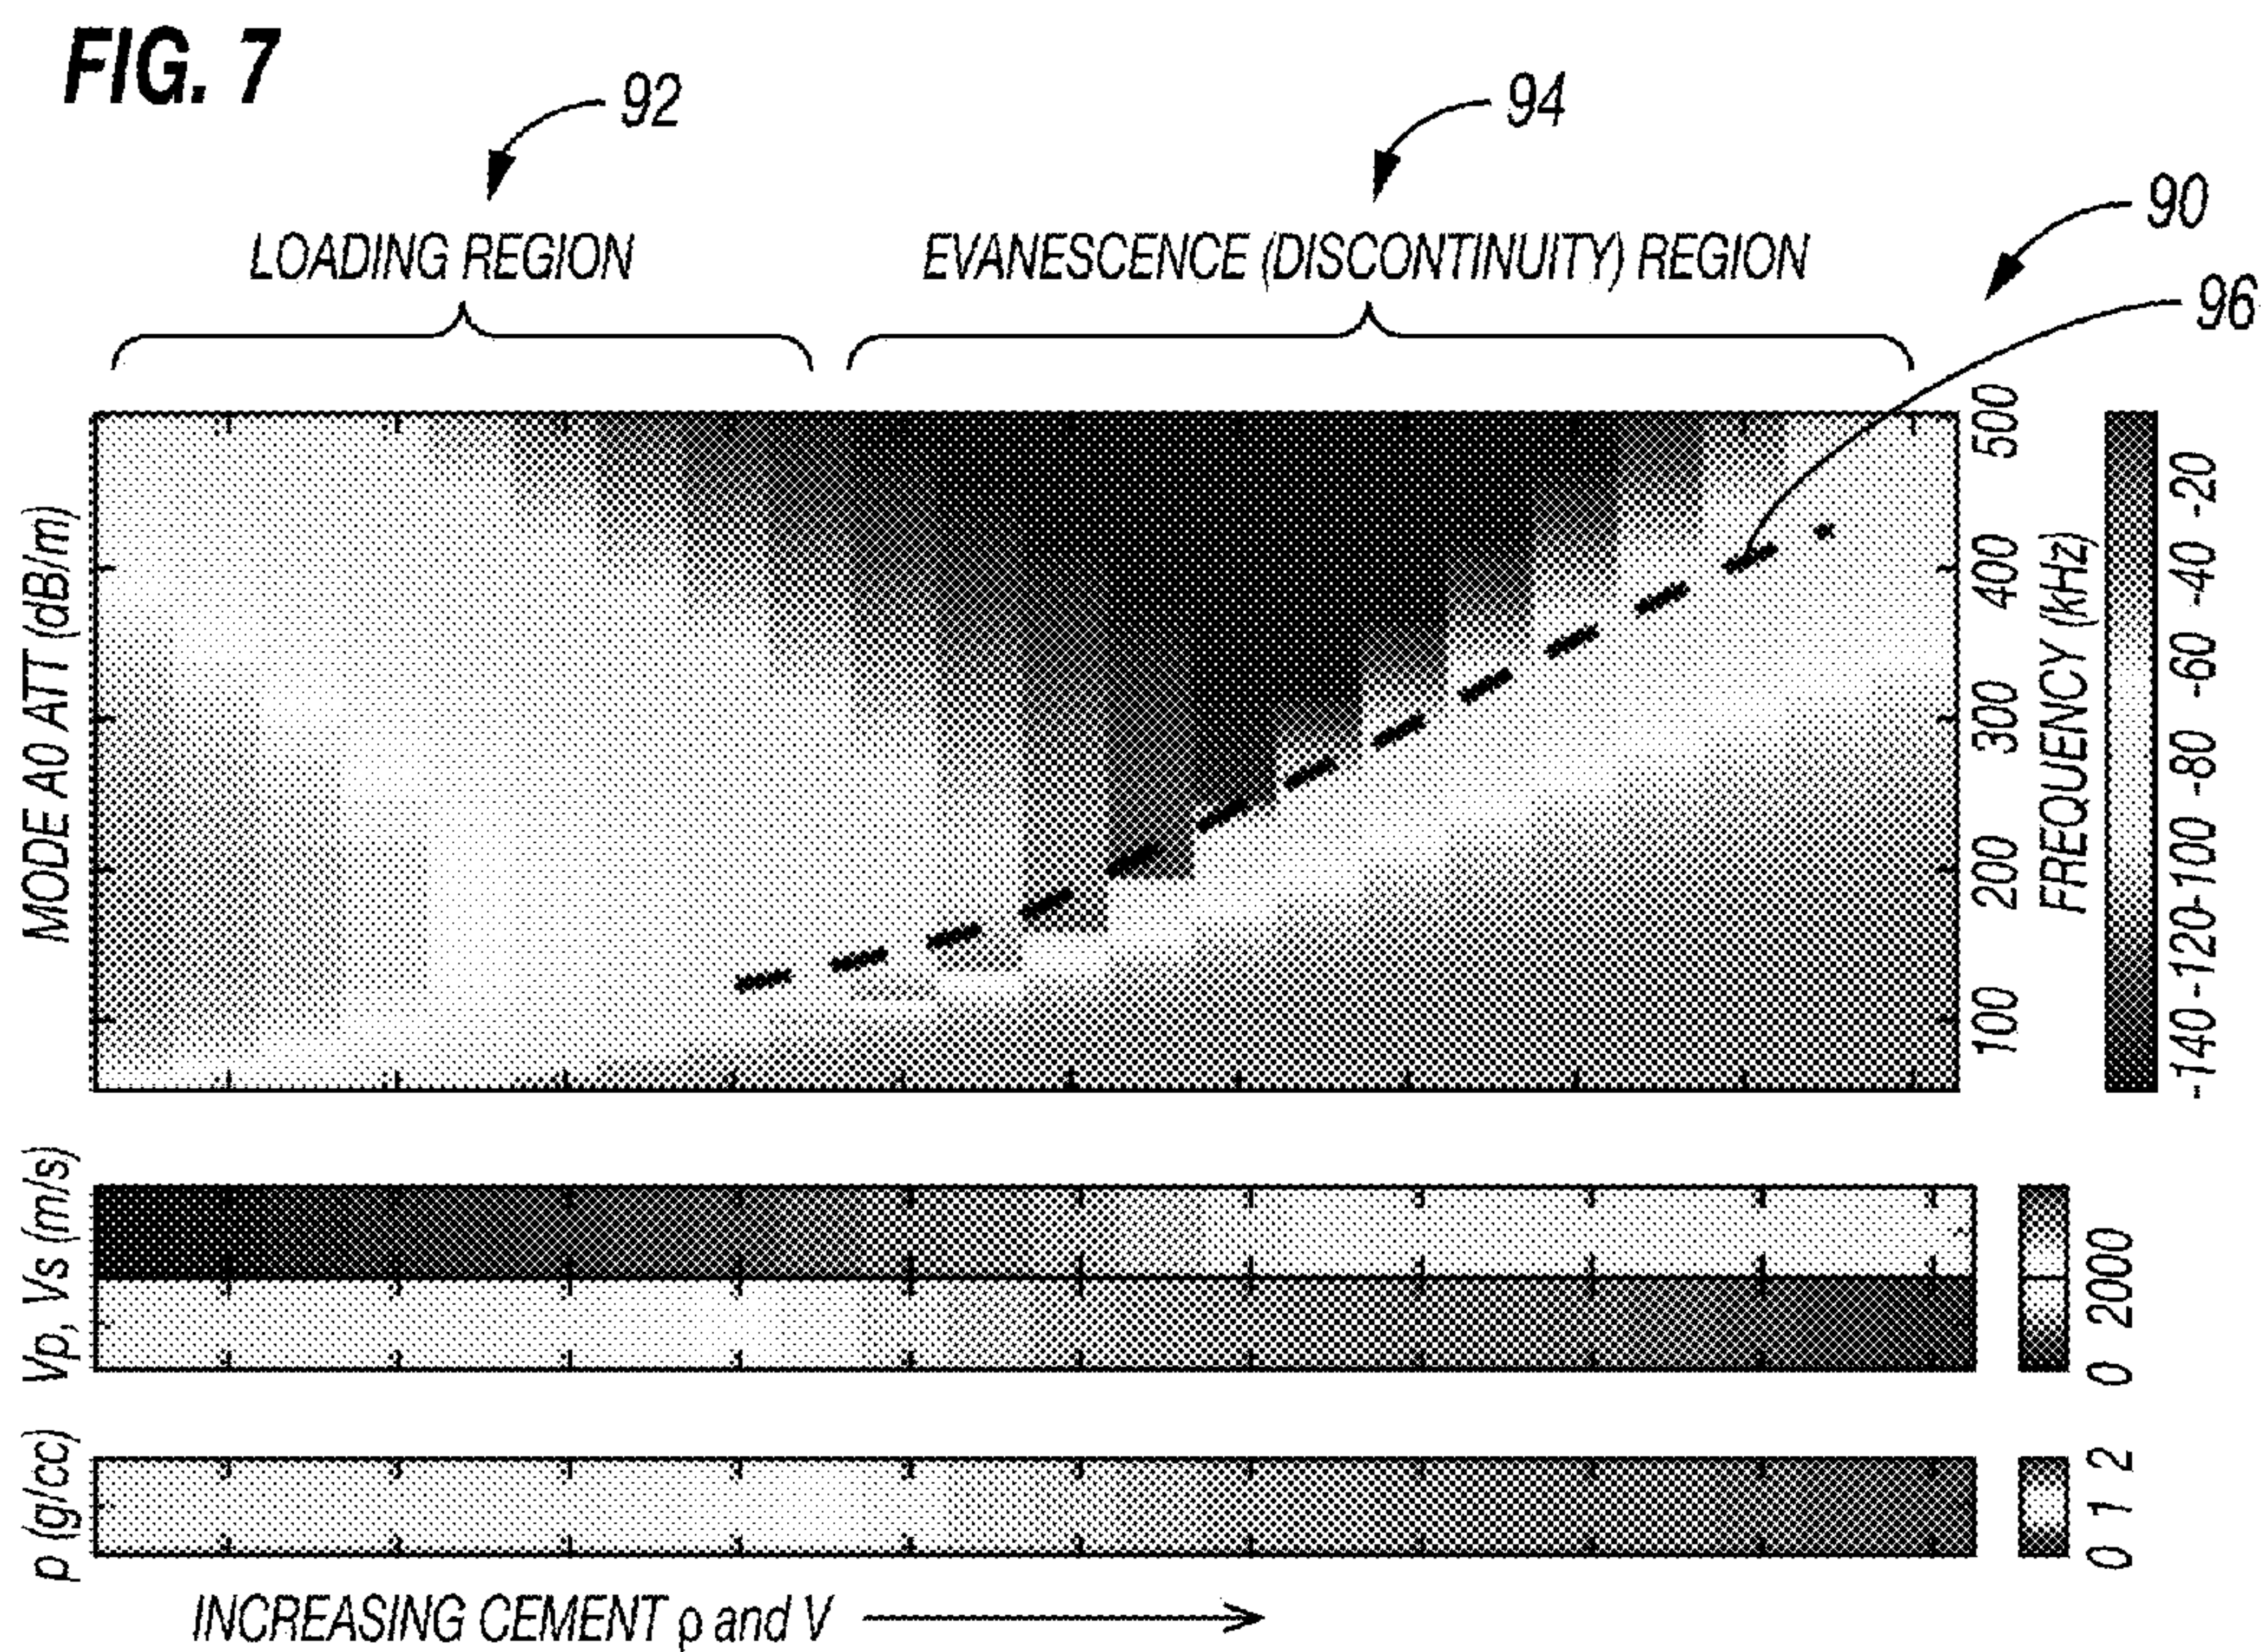 FIG. 7
92
94
90
96
LOADING REGION
EVANESCENCE (DISCONTINUITY) REGION
MODE A0 ATT (dB/m)
500
400
300
200
100
FREQUENCY (kHz)
-20
-40
-60
-80
-100
-120
-140
Vp, Vs (m/s)
0 2000
ρ (g/cc)
0 1 2
INCREASING CEMENT ρ and V